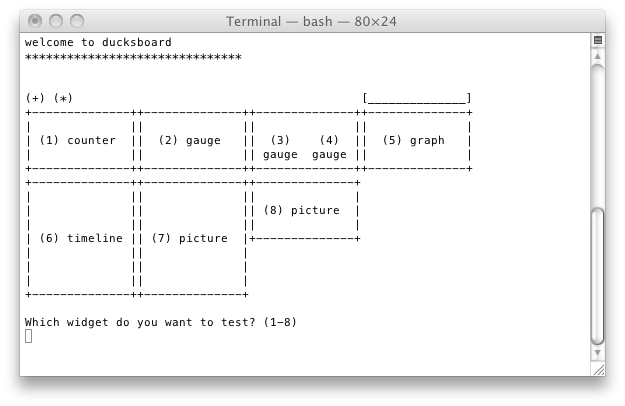 Terminal — bash — 80×24
welcome to ducksboard
*******************************
(+) (*) [______________]
(1) counter (2) gauge (3) (4) (5) graph
gauge gauge
(8) picture
(6) timeline (7) picture
Which widget do you want to test? (1-8)